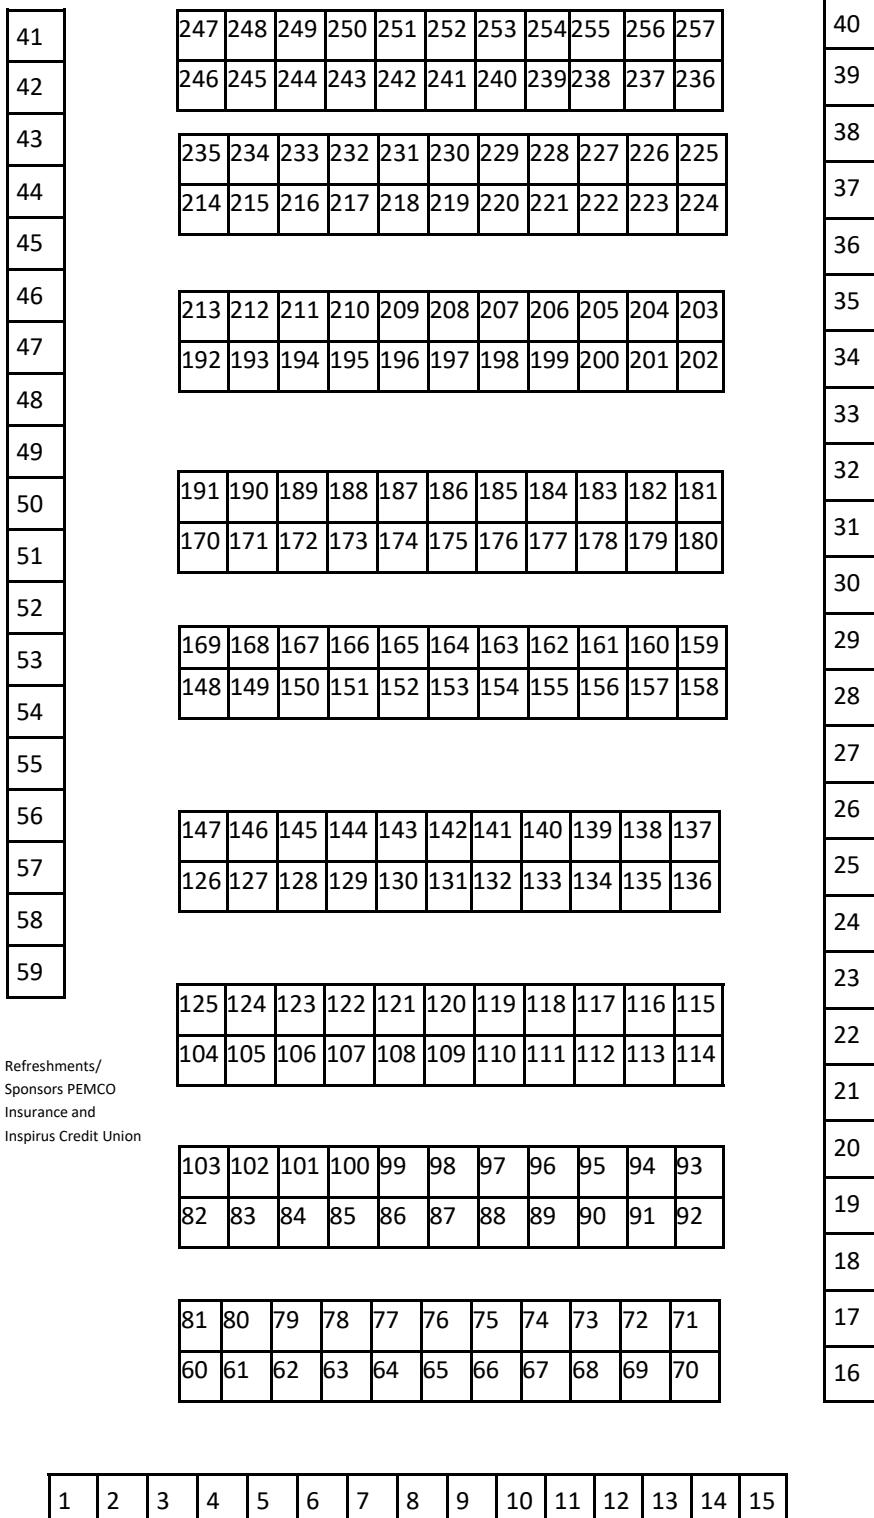 41
42
43
44
45
46
47
48
49
50
51
52
53
54
55
56
57
58
59
Refreshments/
Sponsors PEMCO
Insurance and
Inspirus Credit Union
247 248 249 250 251 252 253 254 255 256 257
246 245 244 243 242 241 240 239 238 237 236
235 234 233 232 231 230 229 228 227 226 225
214 215 216 217 218 219 220 221 222 223 224
213 212 211 210 209 208 207 206 205 204 203
192 193 194 195 196 197 198 199 200 201 202
191 190 189 188 187 186 185 184 183 182 181
170 171 172 173 174 175 176 177 178 179 180
169 168 167 166 165 164 163 162 161 160 159
148 149 150 151 152 153 154 155 156 157 158
147 146 145 144 143 142 141 140 139 138 137
126 127 128 129 130 131 132 133 134 135 136
125 124 123 122 121 120 119 118 117 116 115
104 105 106 107 108 109 110 111 112 113 114
103 102 101 100 99 98 97 96 95 94 93
82 83 84 85 86 87 88 89 90 91 92
81 80 79 78 77 76 75 74 73 72 71
60 61 62 63 64 65 66 67 68 69 70
40
39
38
37
36
35
34
33
32
31
30
29
28
27
26
25
24
23
22
21
20
19
18
17
16
1 2 3 4 5 6 7 8 9 10 11 12 13 14 15